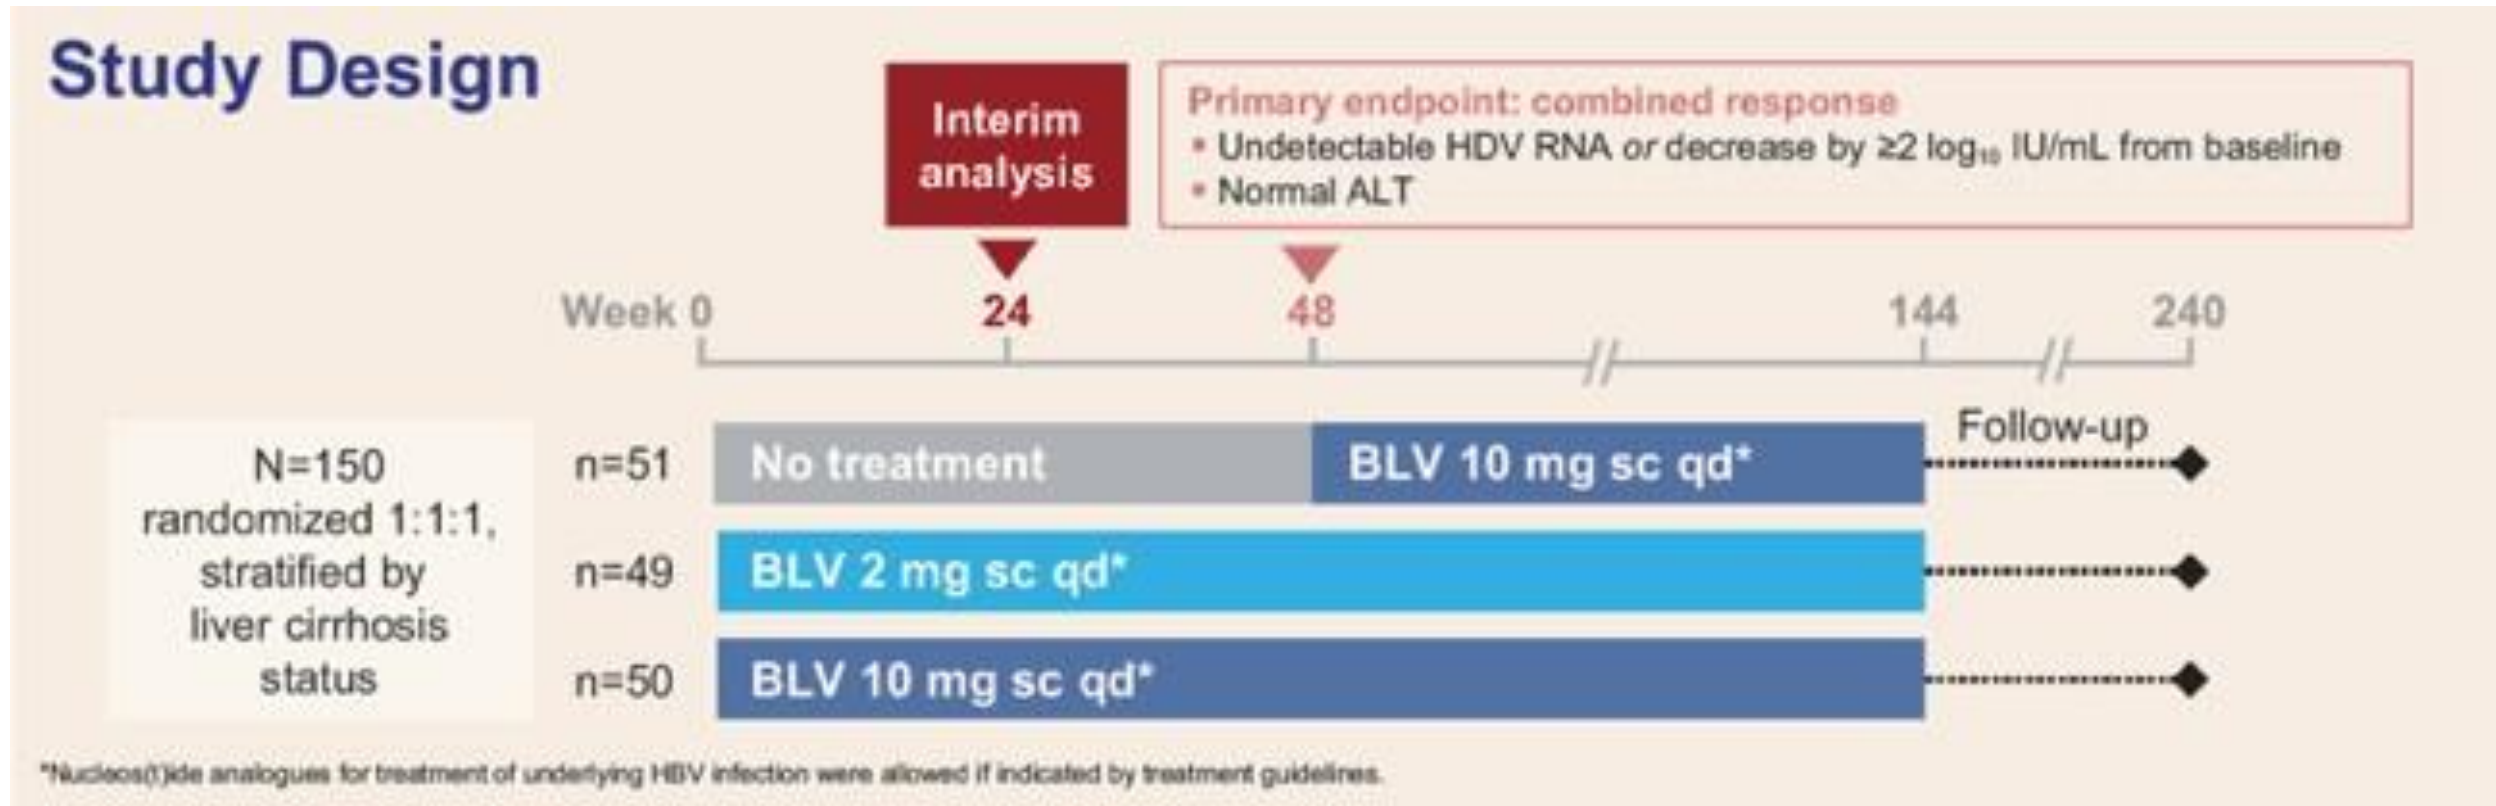 Study Design
Interim
analysis
Primary endpoint: combined response
• Undetectable HDV RNA or decrease by ≥2 log₁₀ IU/mL from baseline
• Normal ALT
Week 0 24 48 144 240
N=150
randomized 1:1:1,
stratified by
liver cirrhosis
status
n=51 No treatment BLV 10 mg sc qd* Follow-up
n=49 BLV 2 mg sc qd*
n=50 BLV 10 mg sc qd*
*Nucleos(t)ide analogues for treatment of underlying HBV infection were allowed if indicated by treatment guidelines.